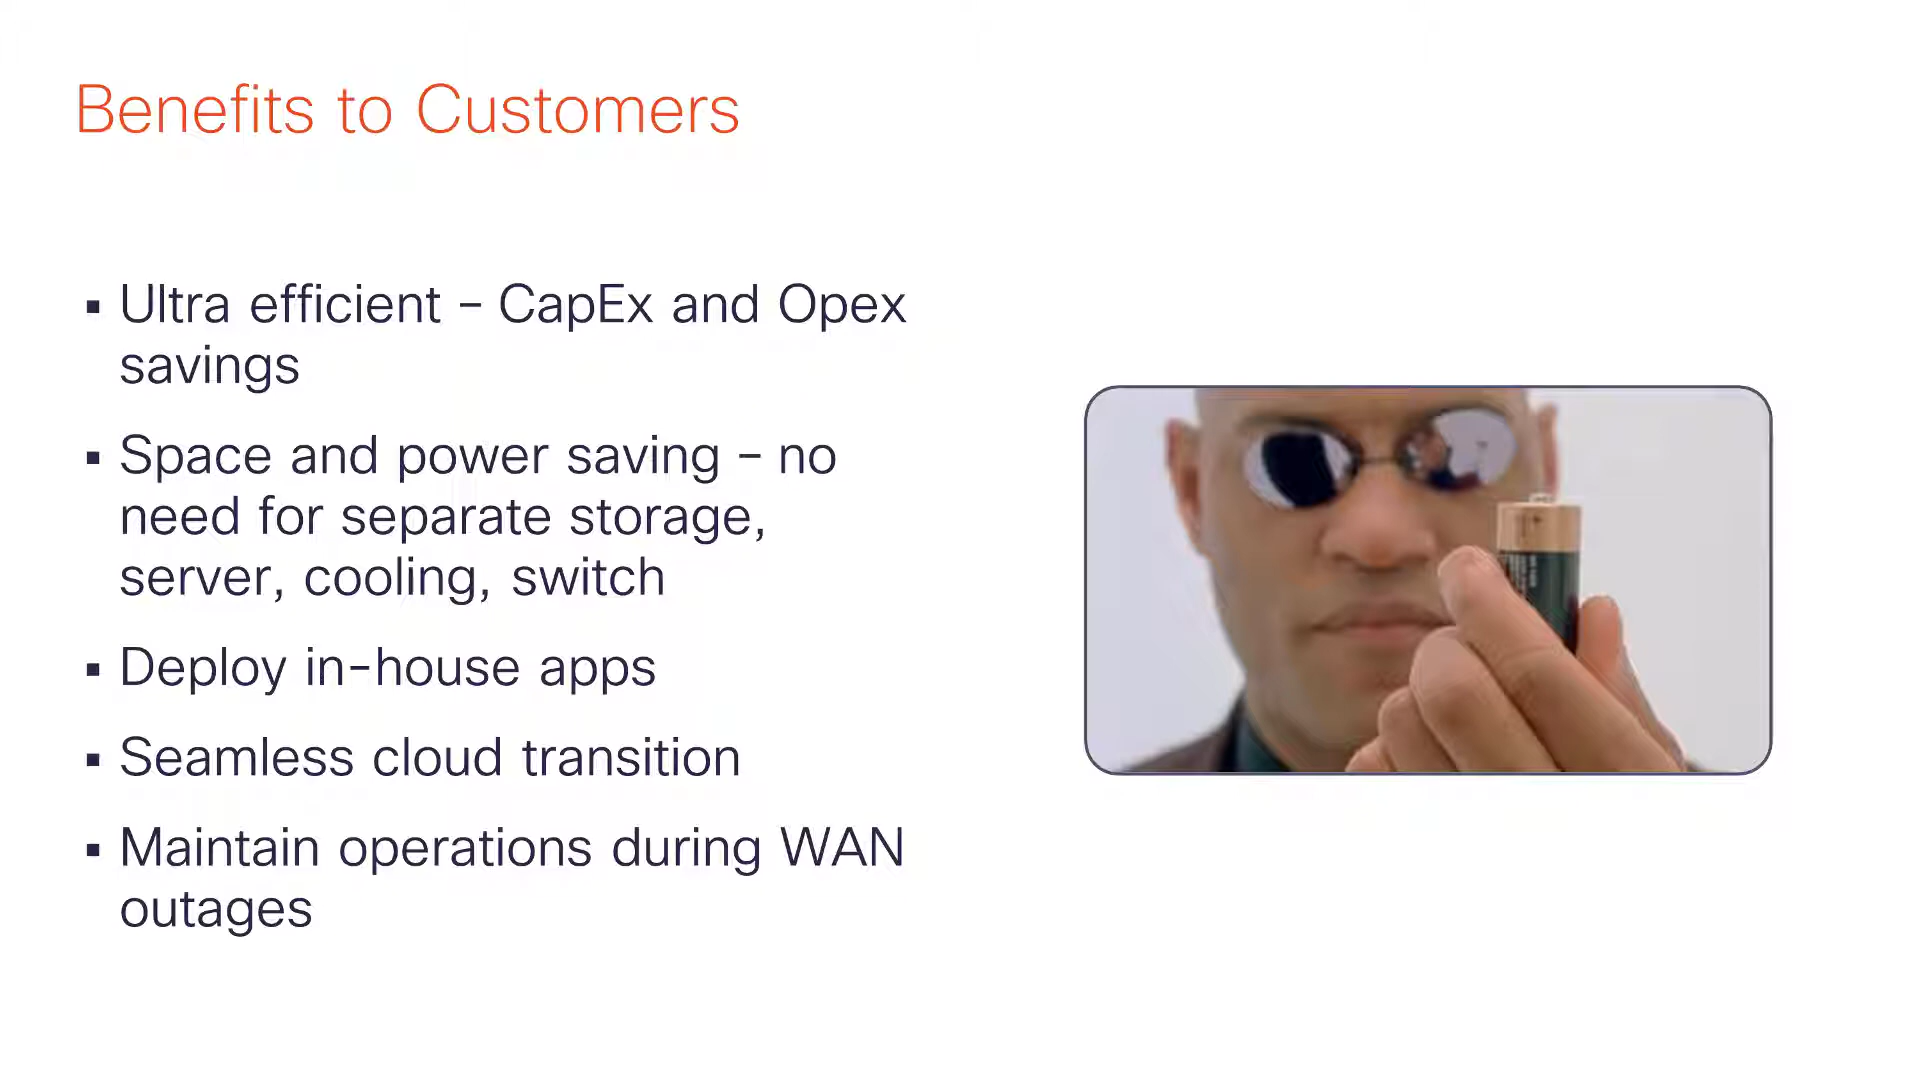 Benefits to Customers
▪ Ultra efficient – CapEx and Opex
savings
▪ Space and power saving – no
need for separate storage,
server, cooling, switch
▪ Deploy in-house apps
▪ Seamless cloud transition
▪ Maintain operations during WAN
outages